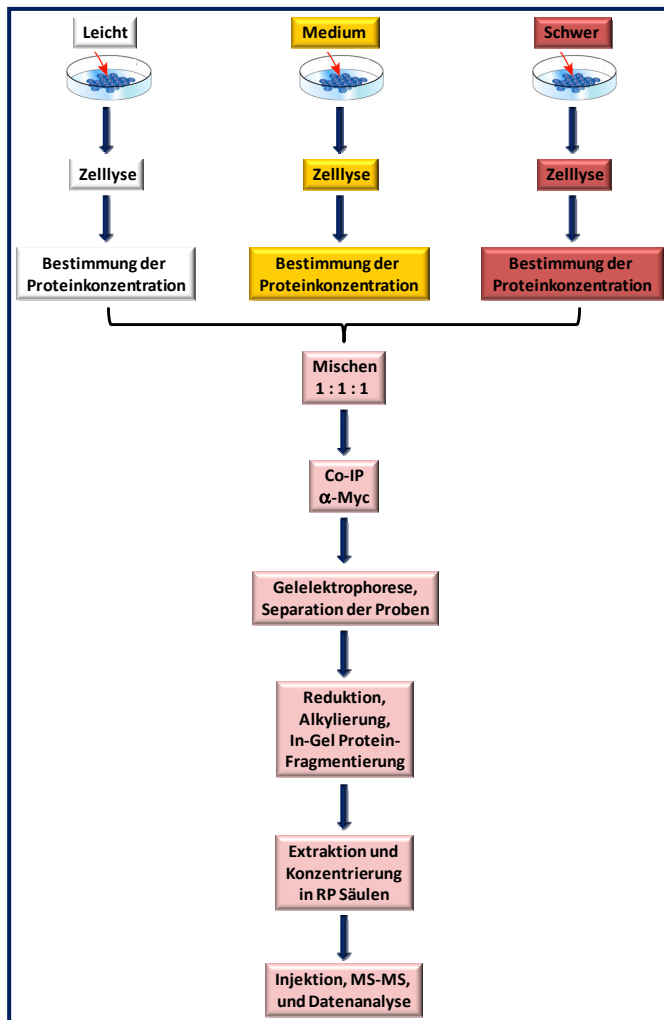 Leicht
Medium
Schwer
Zelllyse
Zelllyse
Zelllyse
Bestimmung der
Proteinkonzentration
Bestimmung der
Proteinkonzentration
Bestimmung der
Proteinkonzentration
Mischen
1 : 1 : 1
Co-IP
α-Myc
Gelelektrophorese,
Separation der Proben
Reduktion,
Alkylierung,
In-Gel Protein-
Fragmentierung
Extraktion und
Konzentrierung
in RP Säulen
Injektion, MS-MS,
und Datenanalyse